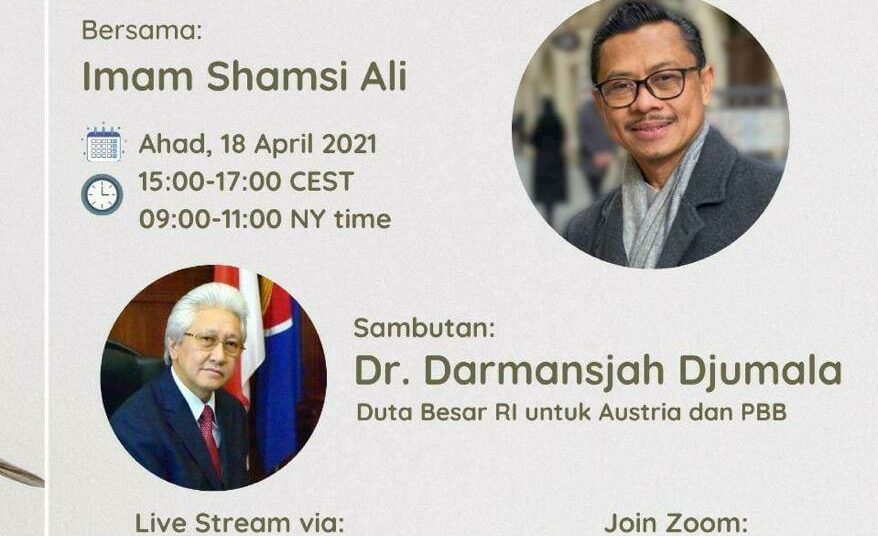 Bersama:
Imam Shamsi Ali
Ahad, 18 April 2021
15:00-17:00 CEST
09:00-11:00 NY time
Sambutan:
Dr. Darmansjah Djumala
Duta Besar RI untuk Austria dan PBB
Live Stream via:
Join Zoom: